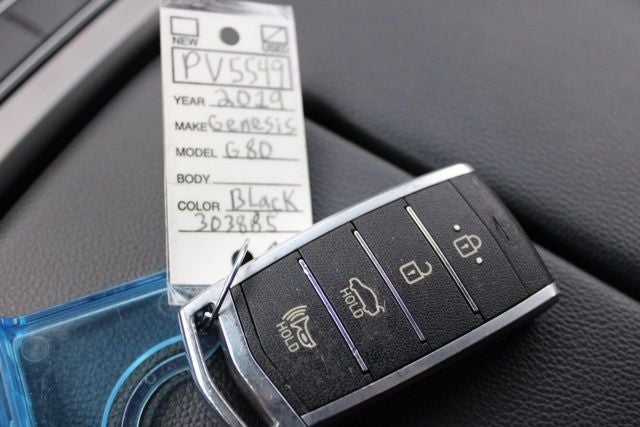 NEW USED
PV5549
YEAR 2019
MAKE Genesis
MODEL G80
BODY
COLOR BLACK
303885
HOLD
HOLD